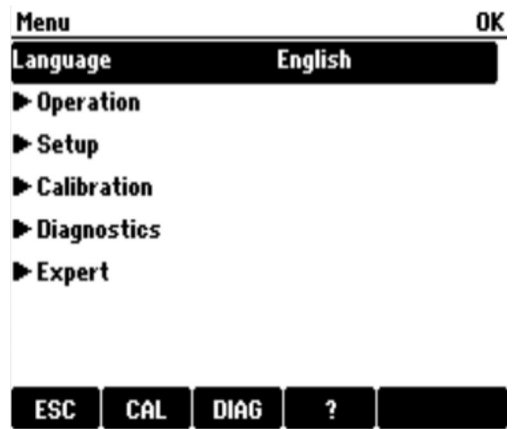 Menu OK
Language English
▶ Operation
▶ Setup
▶ Calibration
▶ Diagnostics
▶ Expert
ESC CAL DIAG ?